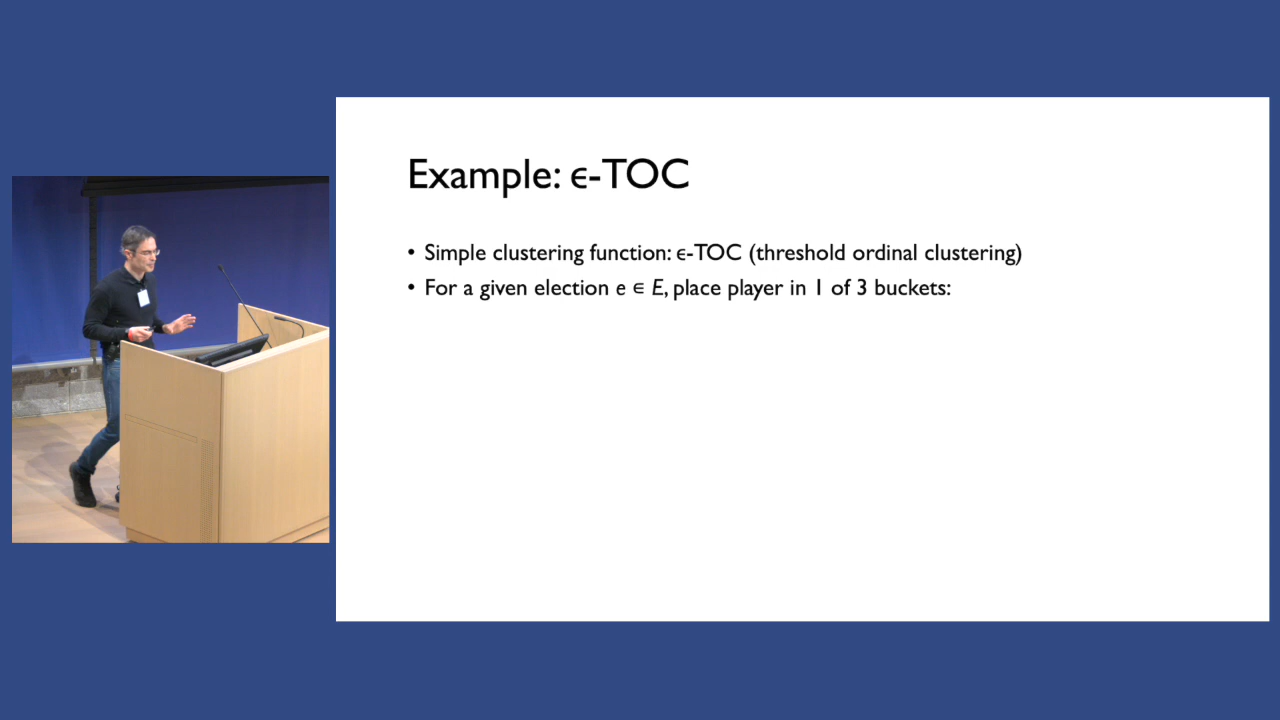 Example: ϵ-TOC
• Simple clustering function: ϵ-TOC (threshold ordinal clustering)
• For a given election e ∈ E, place player in 1 of 3 buckets: